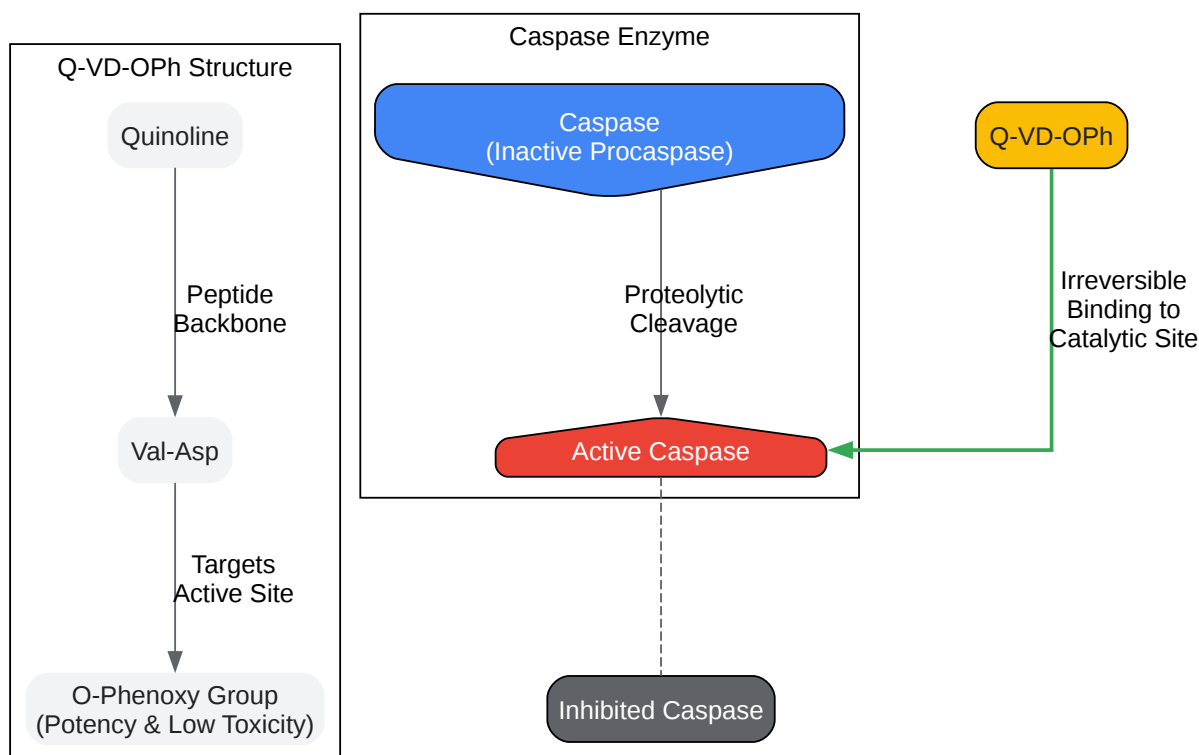 Q-VD-OPh Structure
Quinoline
Peptide
Backbone
Val-Asp
Targets
Active Site
O-Phenoxy Group
(Potency & Low Toxicity)
Caspase Enzyme
Caspase
(Inactive Procaspase)
Proteolytic
Cleavage
Active Caspase
Inhibited Caspase
Q-VD-OPh
Irreversible
Binding to
Catalytic Site